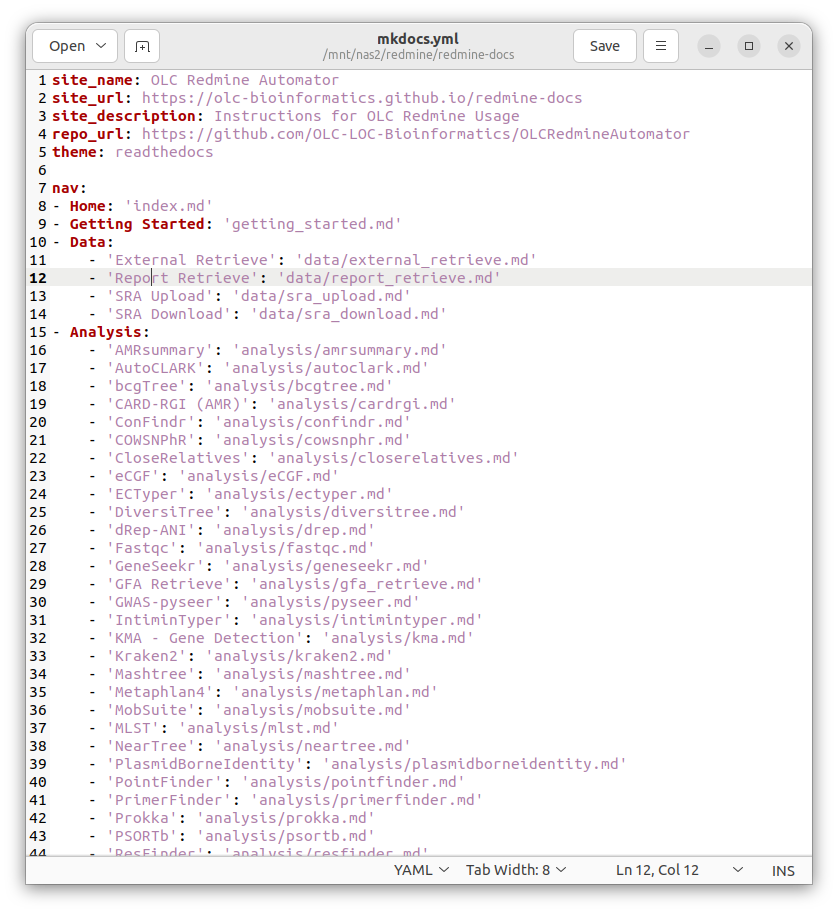 Open
mkdocs.yml
/mnt/nas2/redmine/redmine-docs
Save
1 site_name: OLC Redmine Automator
2 site_url: https://olc-bioinformatics.github.io/redmine-docs
3 site_description: Instructions for OLC Redmine Usage
4 repo_url: https://github.com/OLC-LOC-Bioinformatics/OLCRedmineAutomator
5 theme: readthedocs
6
7 nav:
8 - Home: 'index.md'
9 - Getting Started: 'getting_started.md'
10 - Data:
11     - 'External Retrieve': 'data/external_retrieve.md'
12     - 'Report Retrieve': 'data/report_retrieve.md'
13     - 'SRA Upload': 'data/sra_upload.md'
14     - 'SRA Download': 'data/sra_download.md'
15 - Analysis:
16     - 'AMRsummary': 'analysis/amrsummary.md'
17     - 'AutoCLARK': 'analysis/autoclark.md'
18     - 'bcgTree': 'analysis/bcgtree.md'
19     - 'CARD-RGI (AMR)': 'analysis/cardrgi.md'
20     - 'ConFindr': 'analysis/confindr.md'
21     - 'COWSNPhR': 'analysis/cowsnphr.md'
22     - 'CloseRelatives': 'analysis/closerelatives.md'
23     - 'eCGF': 'analysis/eCGF.md'
24     - 'ECTyper': 'analysis/ectyper.md'
25     - 'DiversiTree': 'analysis/diversitree.md'
26     - 'dRep-ANI': 'analysis/drep.md'
27     - 'Fastqc': 'analysis/fastqc.md'
28     - 'GeneSeekr': 'analysis/geneseekr.md'
29     - 'GFA Retrieve': 'analysis/gfa_retrieve.md'
30     - 'GWAS-pyseer': 'analysis/pyseer.md'
31     - 'IntiminTyper': 'analysis/intimintyper.md'
32     - 'KMA - Gene Detection': 'analysis/kma.md'
33     - 'Kraken2': 'analysis/kraken2.md'
34     - 'Mashtree': 'analysis/mashtree.md'
35     - 'Metaphlan4': 'analysis/metaphlan.md'
36     - 'MobSuite': 'analysis/mobsuite.md'
37     - 'MLST': 'analysis/mlst.md'
38     - 'NearTree': 'analysis/neartree.md'
39     - 'PlasmidBorneIdentity': 'analysis/plasmidborneidentity.md'
40     - 'PointFinder': 'analysis/pointfinder.md'
41     - 'PrimerFinder': 'analysis/primerfinder.md'
42     - 'Prokka': 'analysis/prokka.md'
43     - 'PSORTb': 'analysis/psortb.md'
44     - 'ResFinder': 'analysis/resfinder.md'
YAML
Tab Width: 8
Ln 12, Col 12
INS